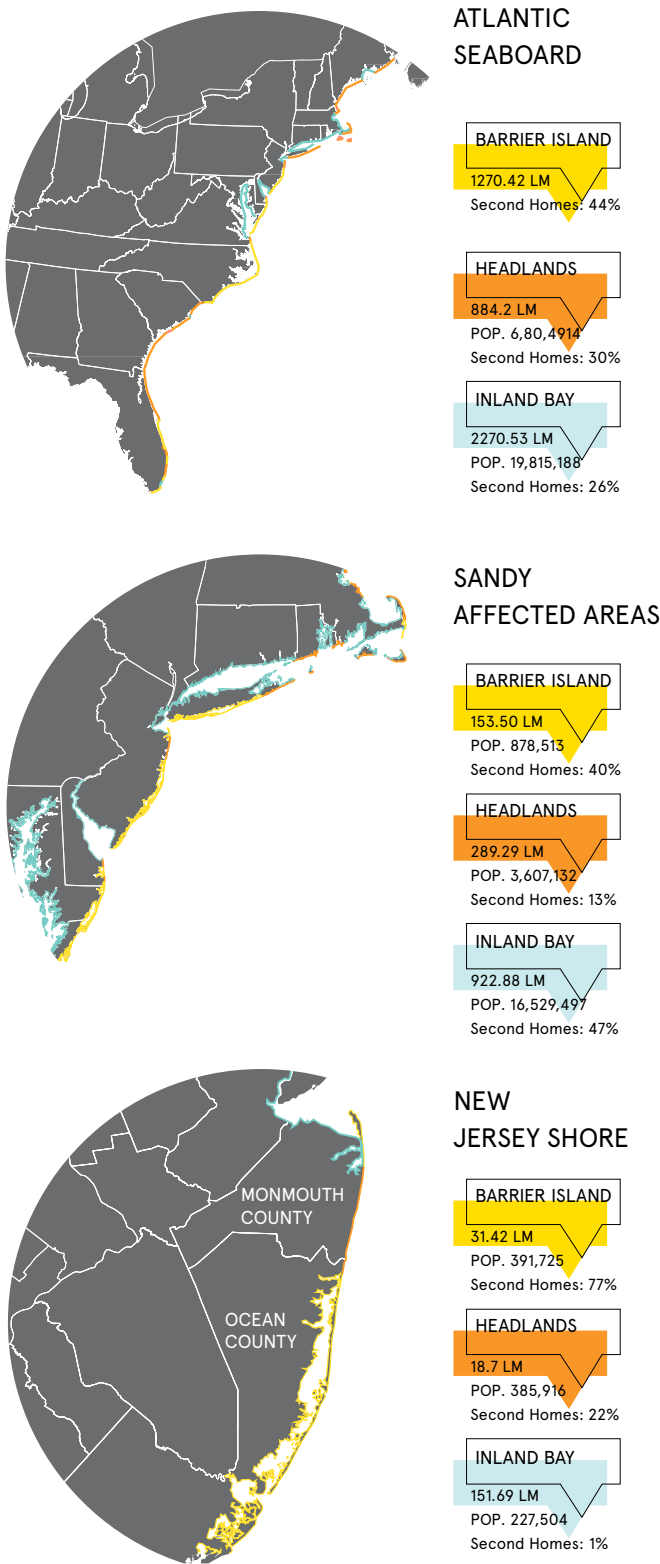 ATLANTIC
SEABOARD
BARRIER ISLAND
1270.42 LM
Second Homes: 44%
HEADLANDS
884.2 LM
POP. 6,80,4914
Second Homes: 30%
INLAND BAY
2270.53 LM
POP. 19,815,188
Second Homes: 26%
SANDY
AFFECTED AREAS
BARRIER ISLAND
153.50 LM
POP. 878,513
Second Homes: 40%
HEADLANDS
289.29 LM
POP. 3,607,132
Second Homes: 13%
INLAND BAY
922.88 LM
POP. 16,529,497
Second Homes: 47%
NEW
JERSEY SHORE
MONMOUTH
COUNTY
OCEAN
COUNTY
BARRIER ISLAND
31.42 LM
POP. 391,725
Second Homes: 77%
HEADLANDS
18.7 LM
POP. 385,916
Second Homes: 22%
INLAND BAY
151.69 LM
POP. 227,504
Second Homes: 1%